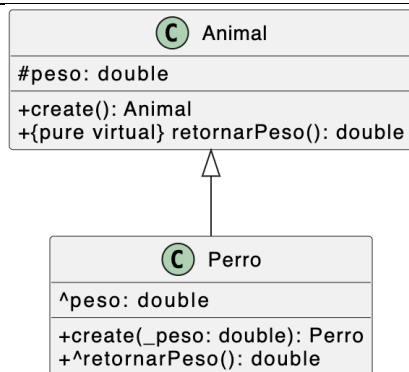 C Animal
#peso: double
+create(): Animal
+{pure virtual} retornarPeso(): double
C Perro
^peso: double
+create(_peso: double): Perro
+^retornarPeso(): double